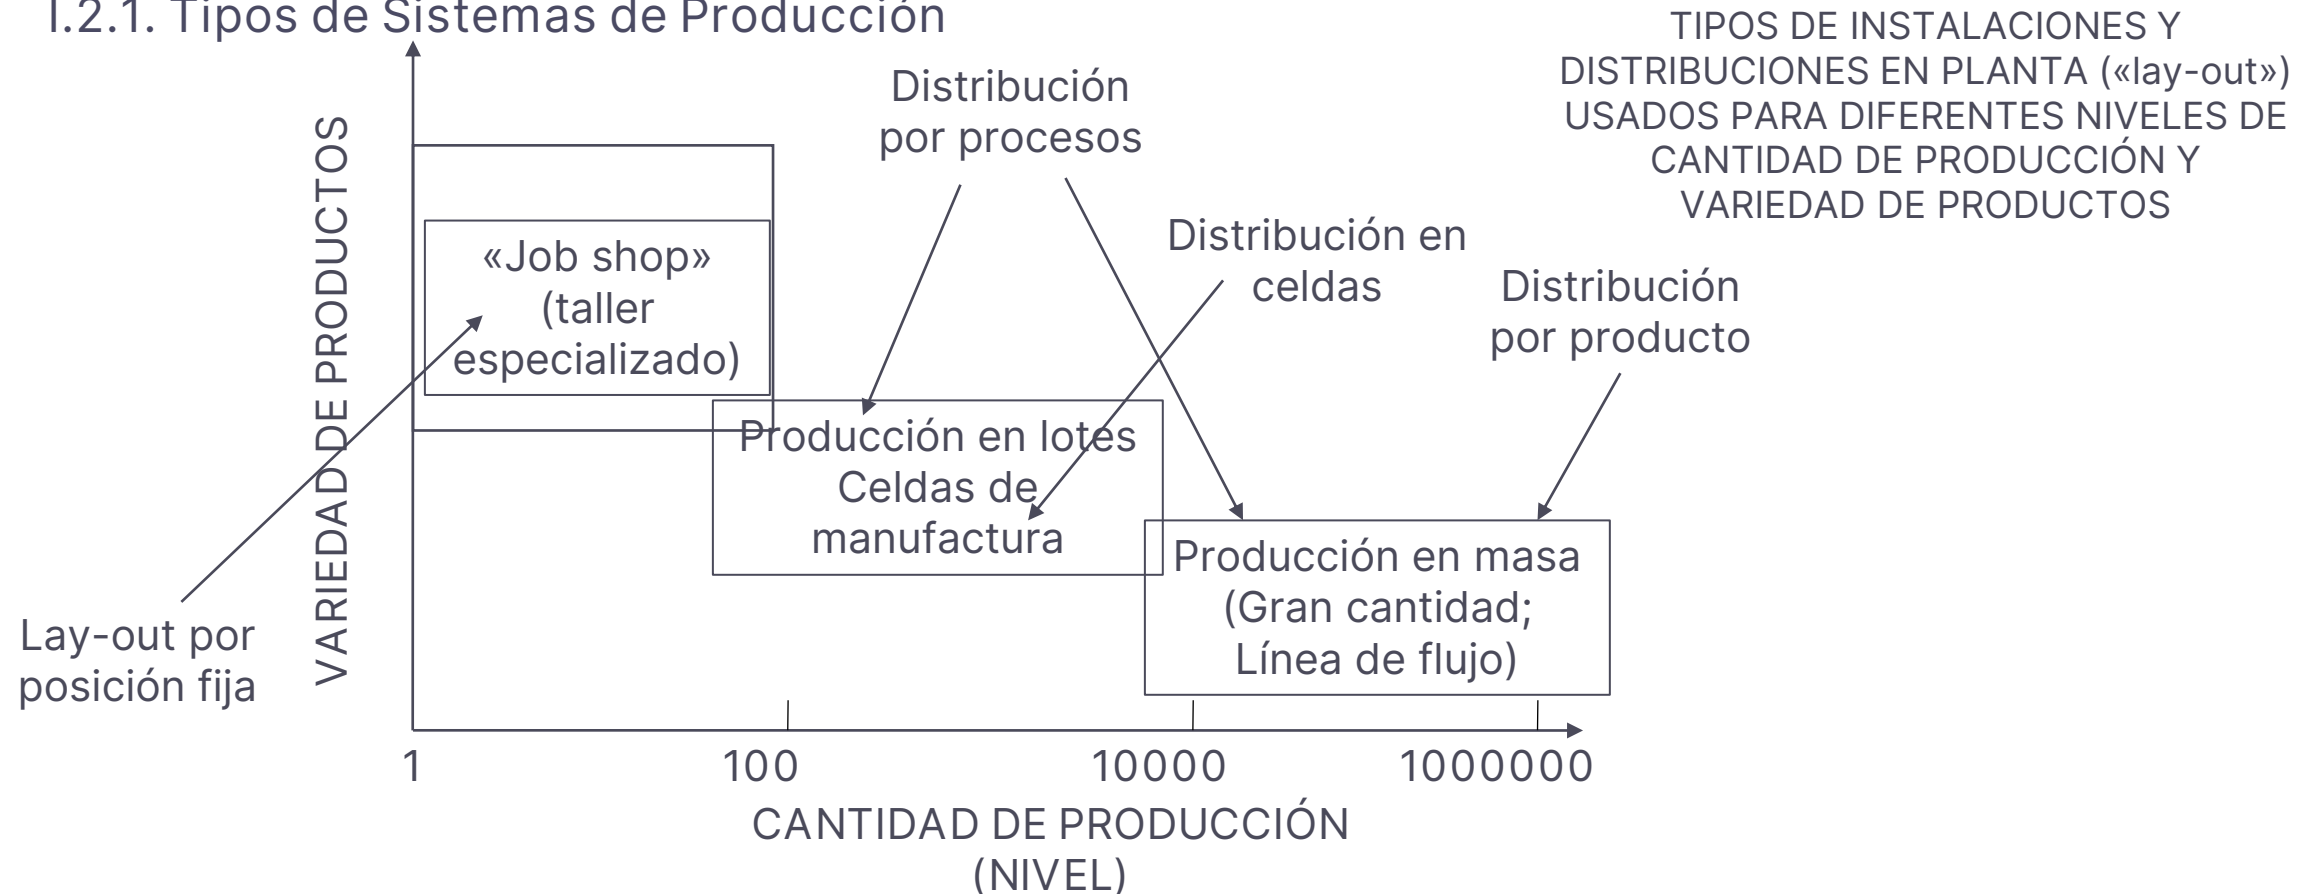 1.2.1. Tipos de Sistemas de Producción
TIPOS DE INSTALACIONES Y
DISTRIBUCIONES EN PLANTA («lay-out»)
USADOS PARA DIFERENTES NIVELES DE
CANTIDAD DE PRODUCCIÓN Y
VARIEDAD DE PRODUCTOS
Distribución
por procesos
Distribución en
celdas
Distribución
por producto
VARIEDAD DE PRODUCTOS
«Job shop»
(taller
especializado)
Producción en lotes
Celdas de
manufactura
Producción en masa
(Gran cantidad;
Línea de flujo)
Lay-out por
posición fija
1
100
10000
1000000
CANTIDAD DE PRODUCCIÓN
(NIVEL)